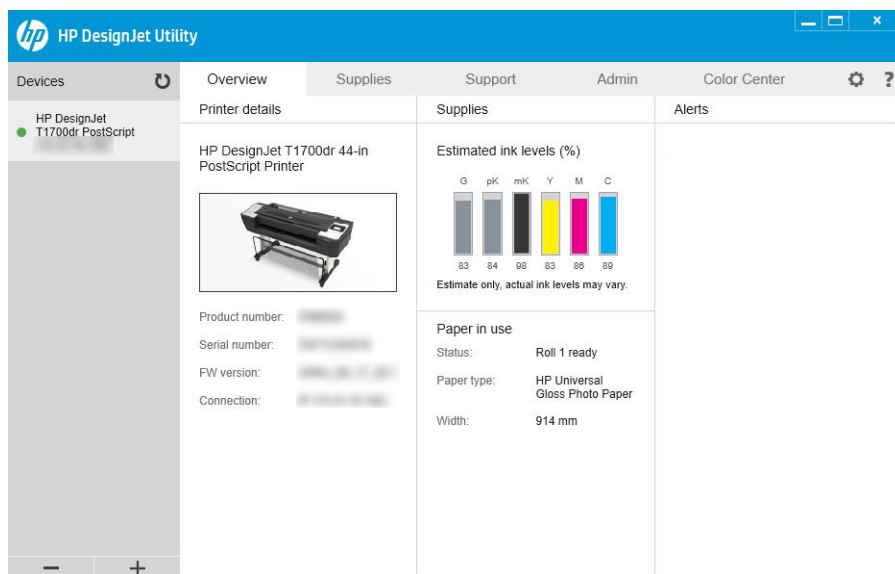 hp HP DesignJet Utility
Devices
HP DesignJet
T1700dr PostScript
Overview Supplies Support Admin Color Center ?
Printer details
HP DesignJet T1700dr 44-in
PostScript Printer
Product number:
Serial number:
FW version:
Connection:
Supplies
Estimated ink levels (%)
G pK mK Y M C
83 84 98 83 86 89
Estimate only, actual ink levels may vary.
Paper in use
Status: Roll 1 ready
Paper type: HP Universal
Gloss Photo Paper
Width: 914 mm
Alerts